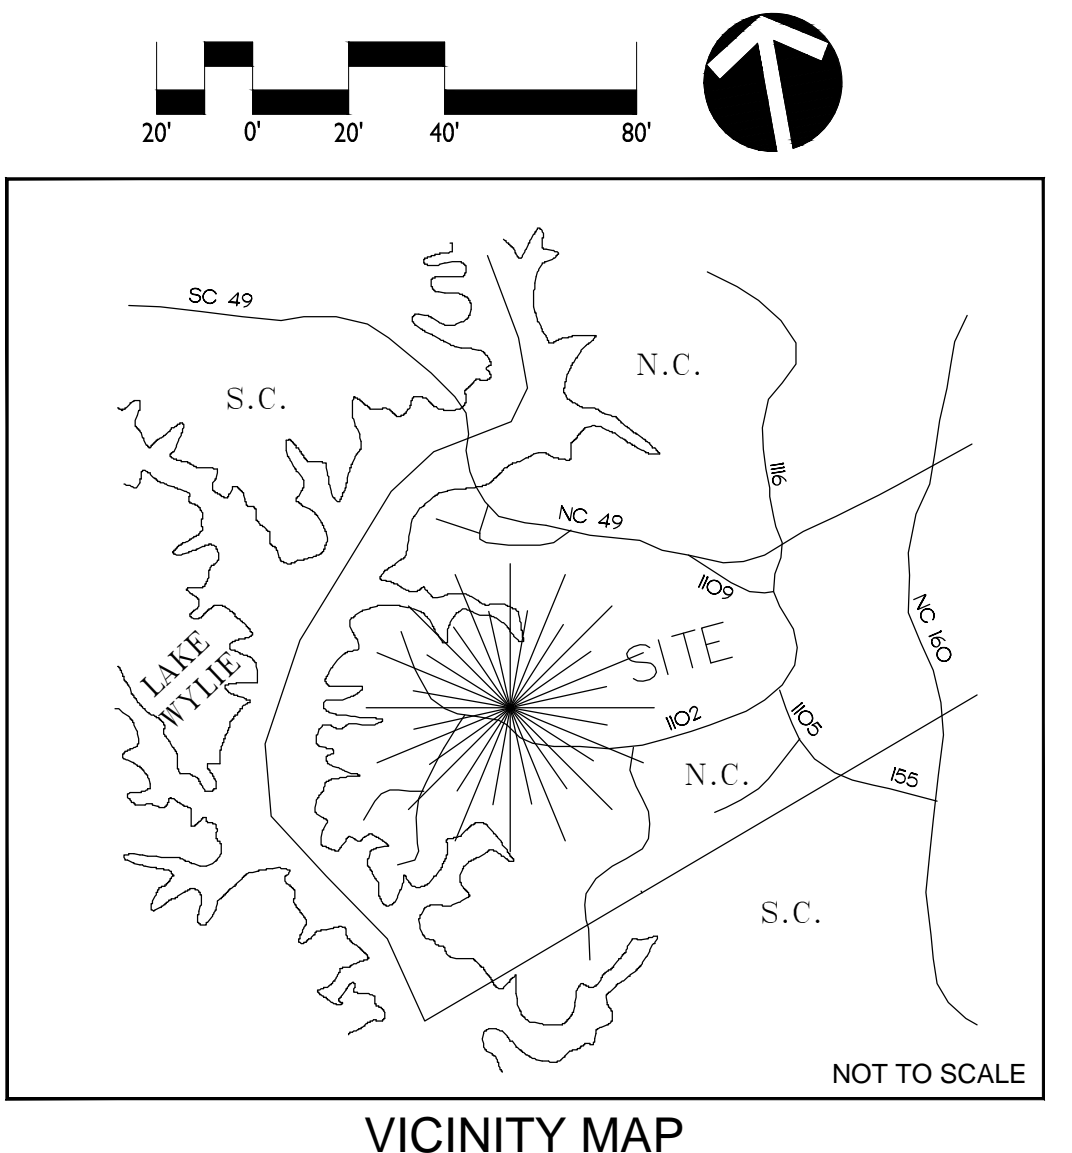 20' 0' 20' 40' 80'
SC 49
N.C.
S.C.
1116
NC 49
1109
NC 160
SITE
LAKE
WYLIE
1102
1105
N.C.
155
S.C.
NOT TO SCALE
VICINITY MAP